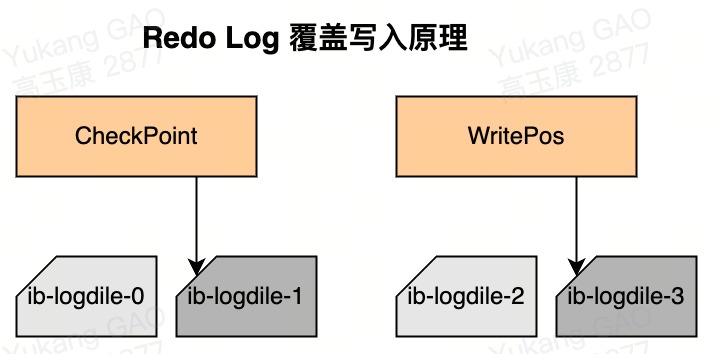 Redo Log 覆盖写入原理
Yukang GAO
高玉康 2877
Yukang GAO
高玉康 2877
CheckPoint
WritePos
ib-logdile-0
ib-logdile-1
ib-logdile-2
ib-logdile-3
Yukang GAO
2877
Yukang GAO
2877